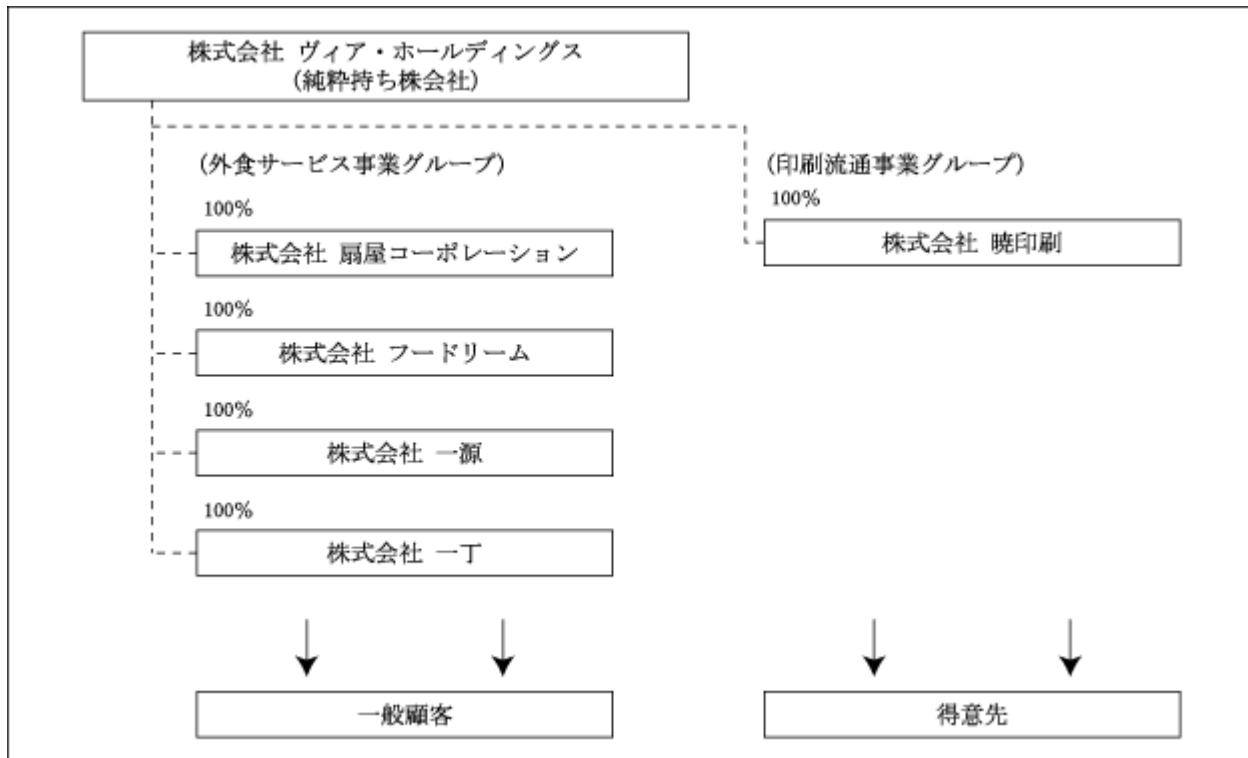 株式会社 ヴィア・ホールディングス
(純粋持ち株会社)
(外食サービス事業グループ)
100%
株式会社 扇屋コーポレーション
100%
株式会社 フードリーム
100%
株式会社 一源
100%
株式会社 一丁
一般顧客
(印刷流通事業グループ)
100%
株式会社 暁印刷
得意先